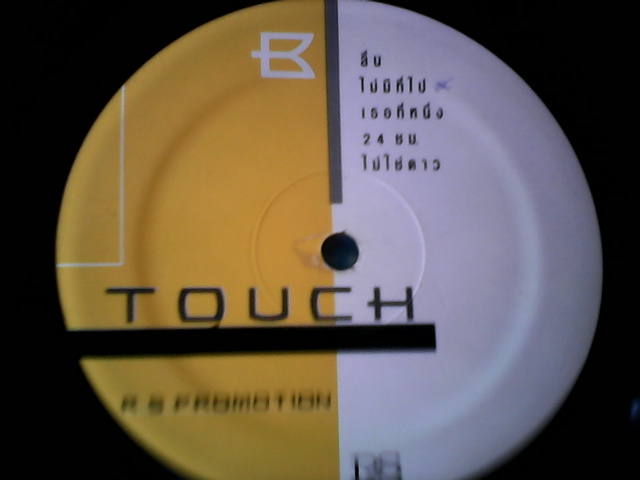 B
ลืม
ไม่มีที่ไป
เธอที่หนึ่ง
24 ชม.
ไม่ใช่ดาว
TOUCH
R S PROMOTION